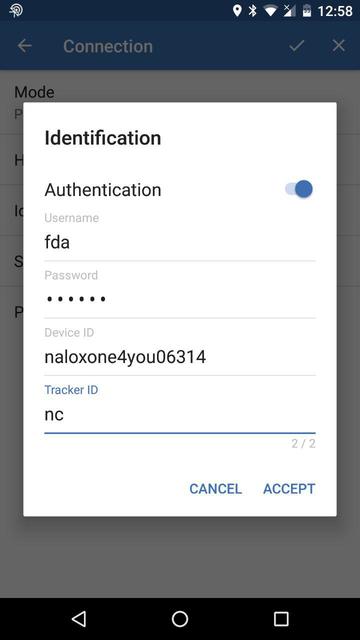 12:58
Connection
Mode
P
Identification
H
Authentication
Username
Id
fda
S
Password
••••••
P
Device ID
naloxone4you06314
Tracker ID
nc
2 / 2
CANCEL ACCEPT